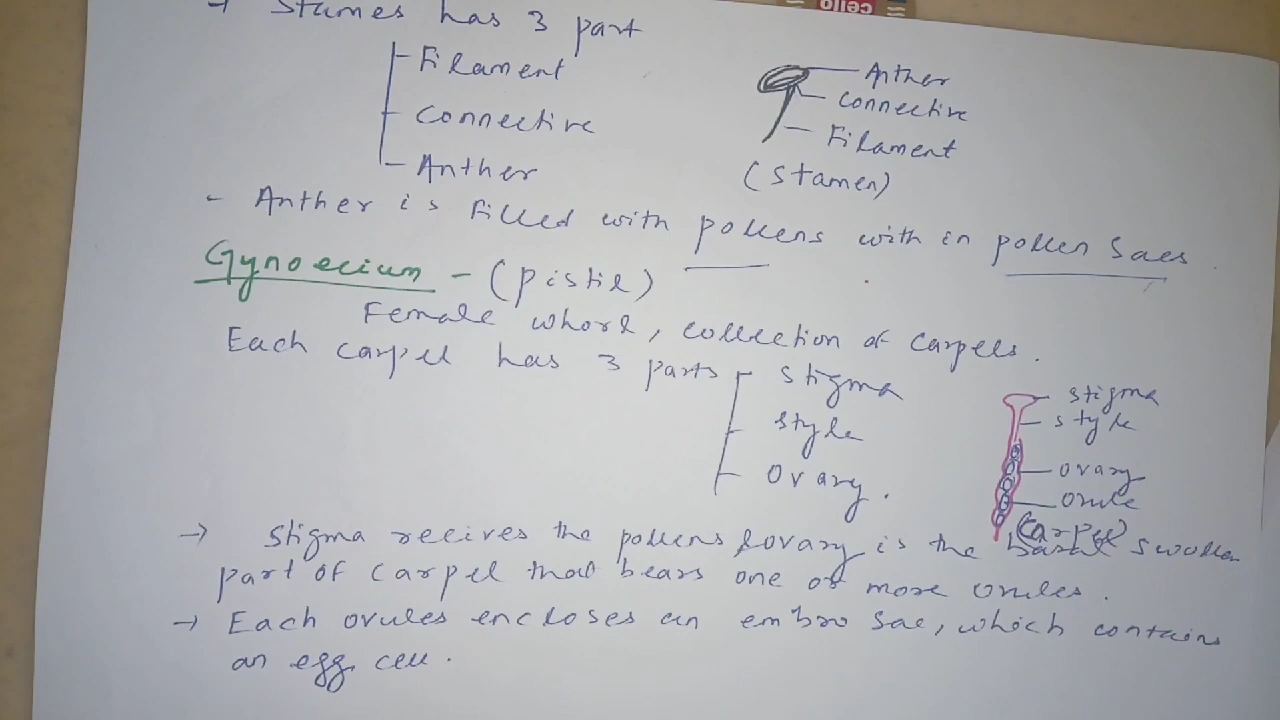 → Stames has 3 part
Filament
Connective
Anther
Anther
Connective
Filament
(Stamen)
- Anther is filled with pollens with in pollen Sacs
Gynoecium - (Pistil)
Female whorl, collection of carpels.
Each carpel has 3 parts
Stigma
style
Ovary.
stigma
style
ovary
ovule
(Carpel)
→ Stigma recives the pollens & ovary is the basal swollen
part of carpel that bears one or more ovules.
→ Each ovules encloses an embro sac, which contains
an egg cell.
cello